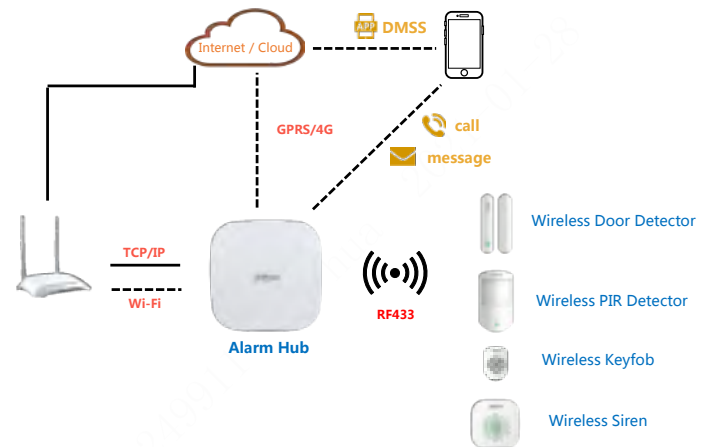 APP DMSS
Internet / Cloud
GPRS/4G
call
message
Wireless Door Detector
TCP/IP
Wi-Fi
RF433
Wireless PIR Detector
Alarm Hub
Wireless Keyfob
Wireless Siren